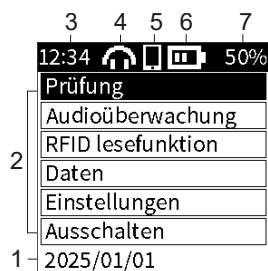 3 4 5 6 7
12:34 50%
Prüfung
Audioüberwachung
RFID lesefunktion
2
Daten
Einstellungen
Ausschalten
1 2025/01/01